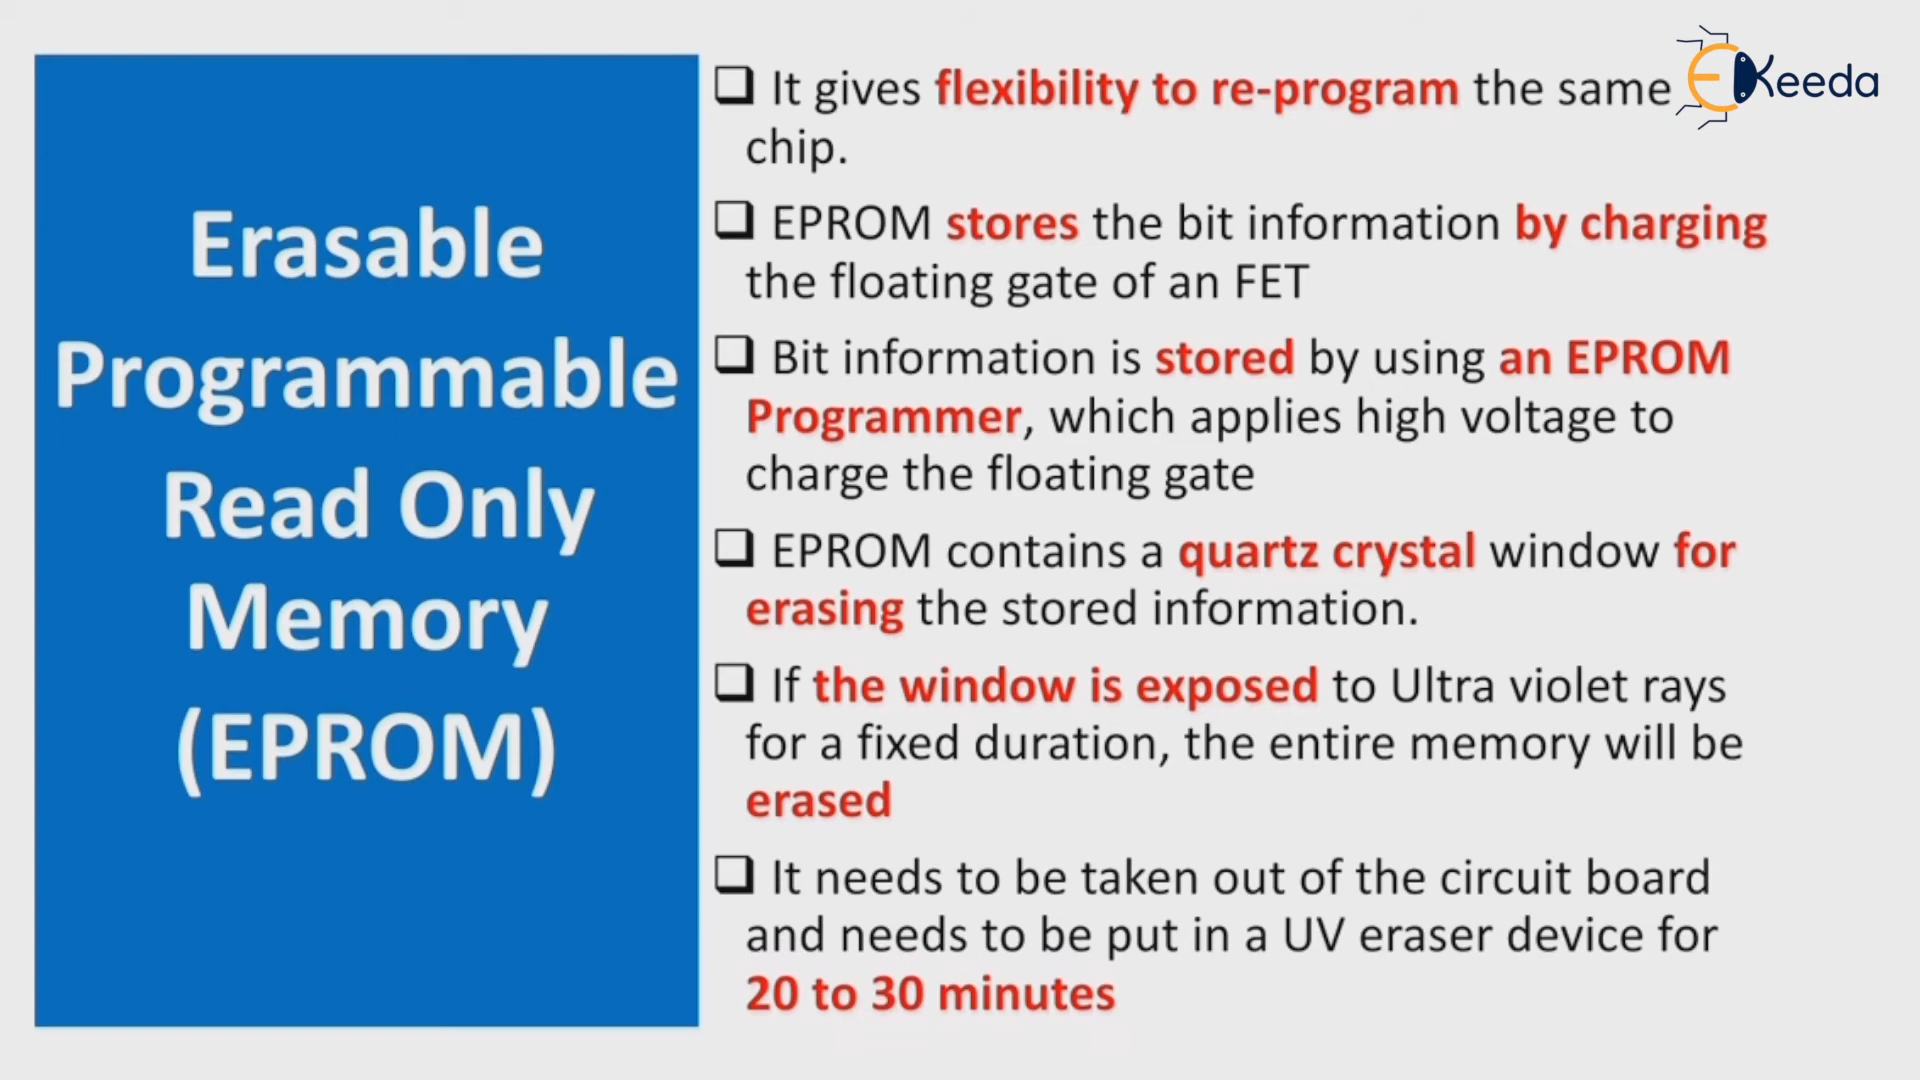 Erasable
Programmable
Read Only
Memory
(EPROM)
It gives flexibility to re-program the same
chip.
EPROM stores the bit information by charging
the floating gate of an FET
Bit information is stored by using an EPROM
Programmer, which applies high voltage to
charge the floating gate
EPROM contains a quartz crystal window for
erasing the stored information.
If the window is exposed to Ultra violet rays
for a fixed duration, the entire memory will be
erased
It needs to be taken out of the circuit board
and needs to be put in a UV eraser device for
20 to 30 minutes
EKeeda